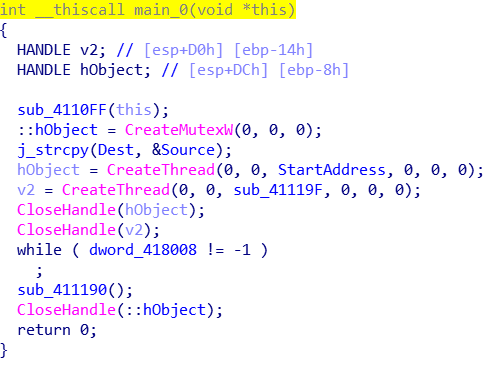 int __thiscall main_0(void *this)
{
  HANDLE v2; // [esp+D0h] [ebp-14h]
  HANDLE hObject; // [esp+DCh] [ebp-8h]

  sub_4110FF(this);
  ::hObject = CreateMutexW(0, 0, 0);
  j_strcpy(Dest, &Source);
  hObject = CreateThread(0, 0, StartAddress, 0, 0, 0);
  v2 = CreateThread(0, 0, sub_41119F, 0, 0, 0);
  CloseHandle(hObject);
  CloseHandle(v2);
  while ( dword_418008 != -1 )
    ;
  sub_411190();
  CloseHandle(::hObject);
  return 0;
}